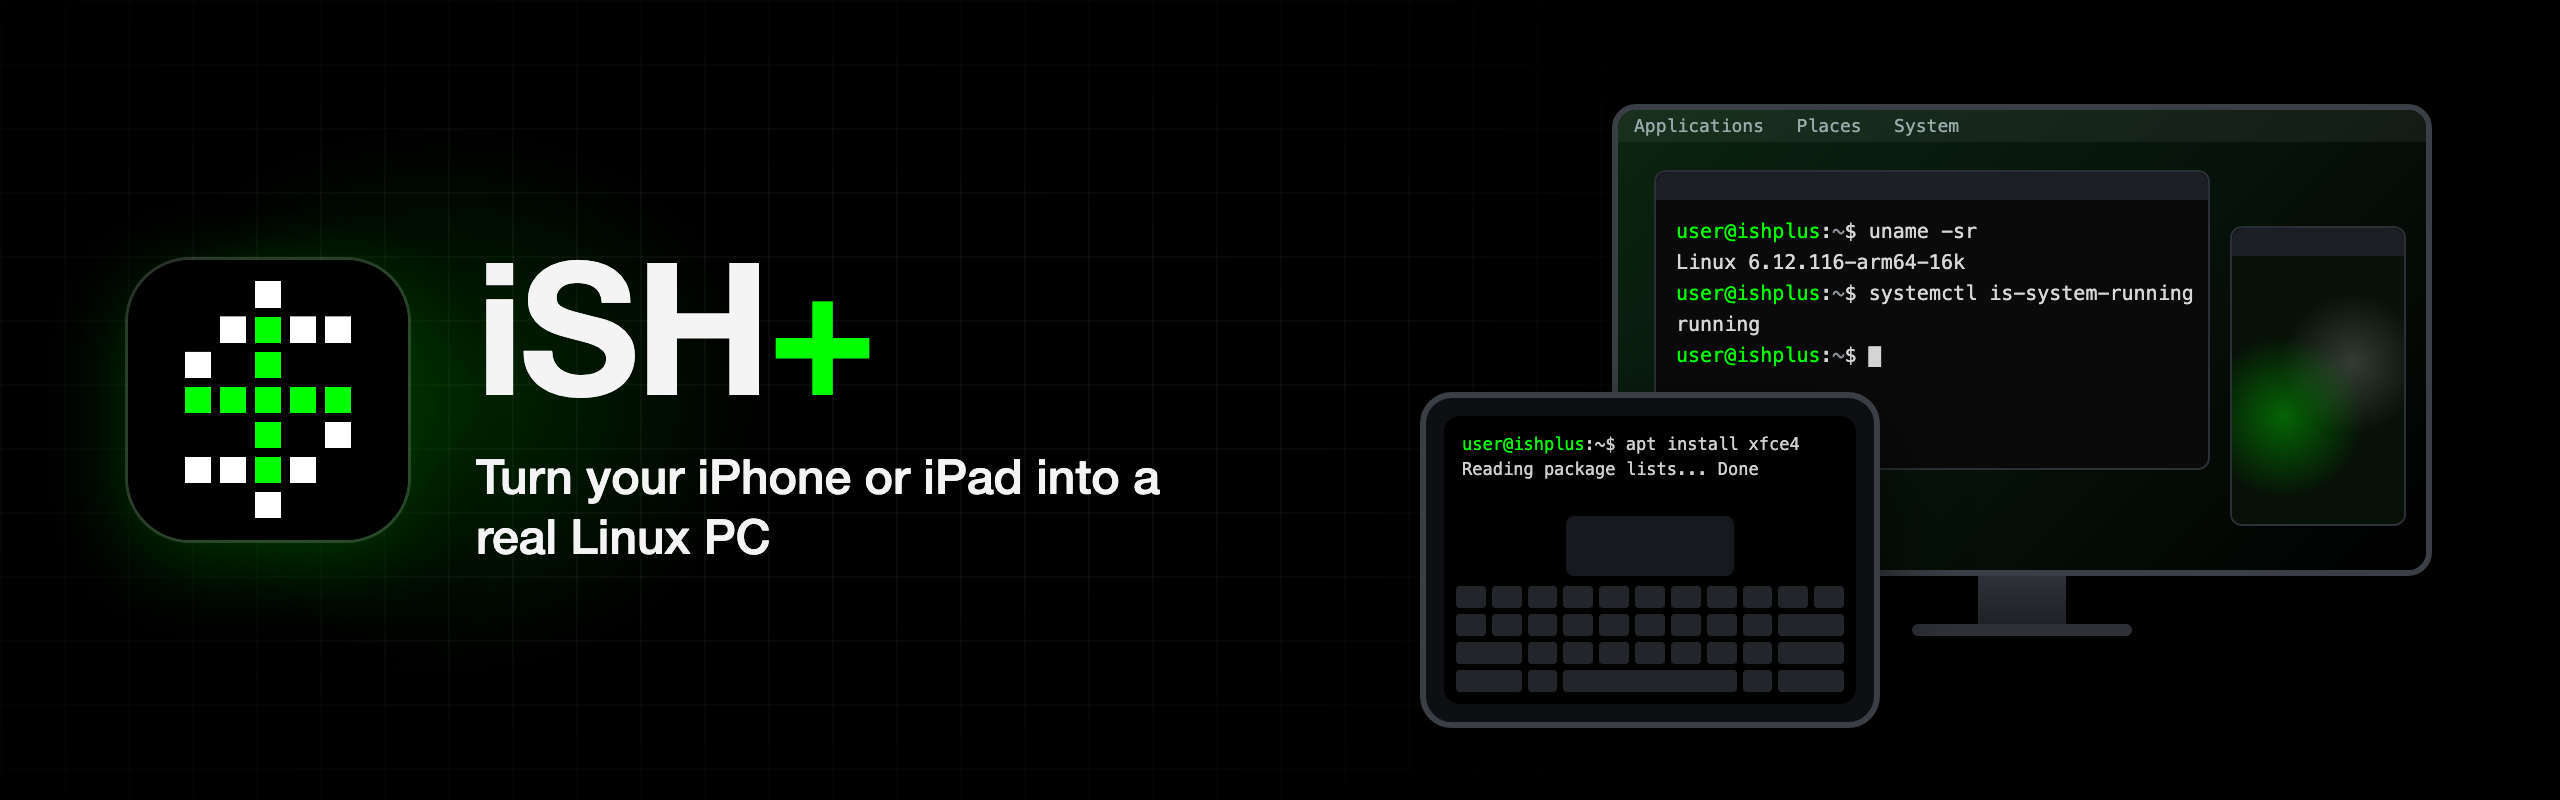 iSH+
Turn your iPhone or iPad into a
real Linux PC
Applications Places System
user@ishplus:~$ uname -sr
Linux 6.12.116-arm64-16k
user@ishplus:~$ systemctl is-system-running
running
user@ishplus:~$
user@ishplus:~$ apt install xfce4
Reading package lists... Done